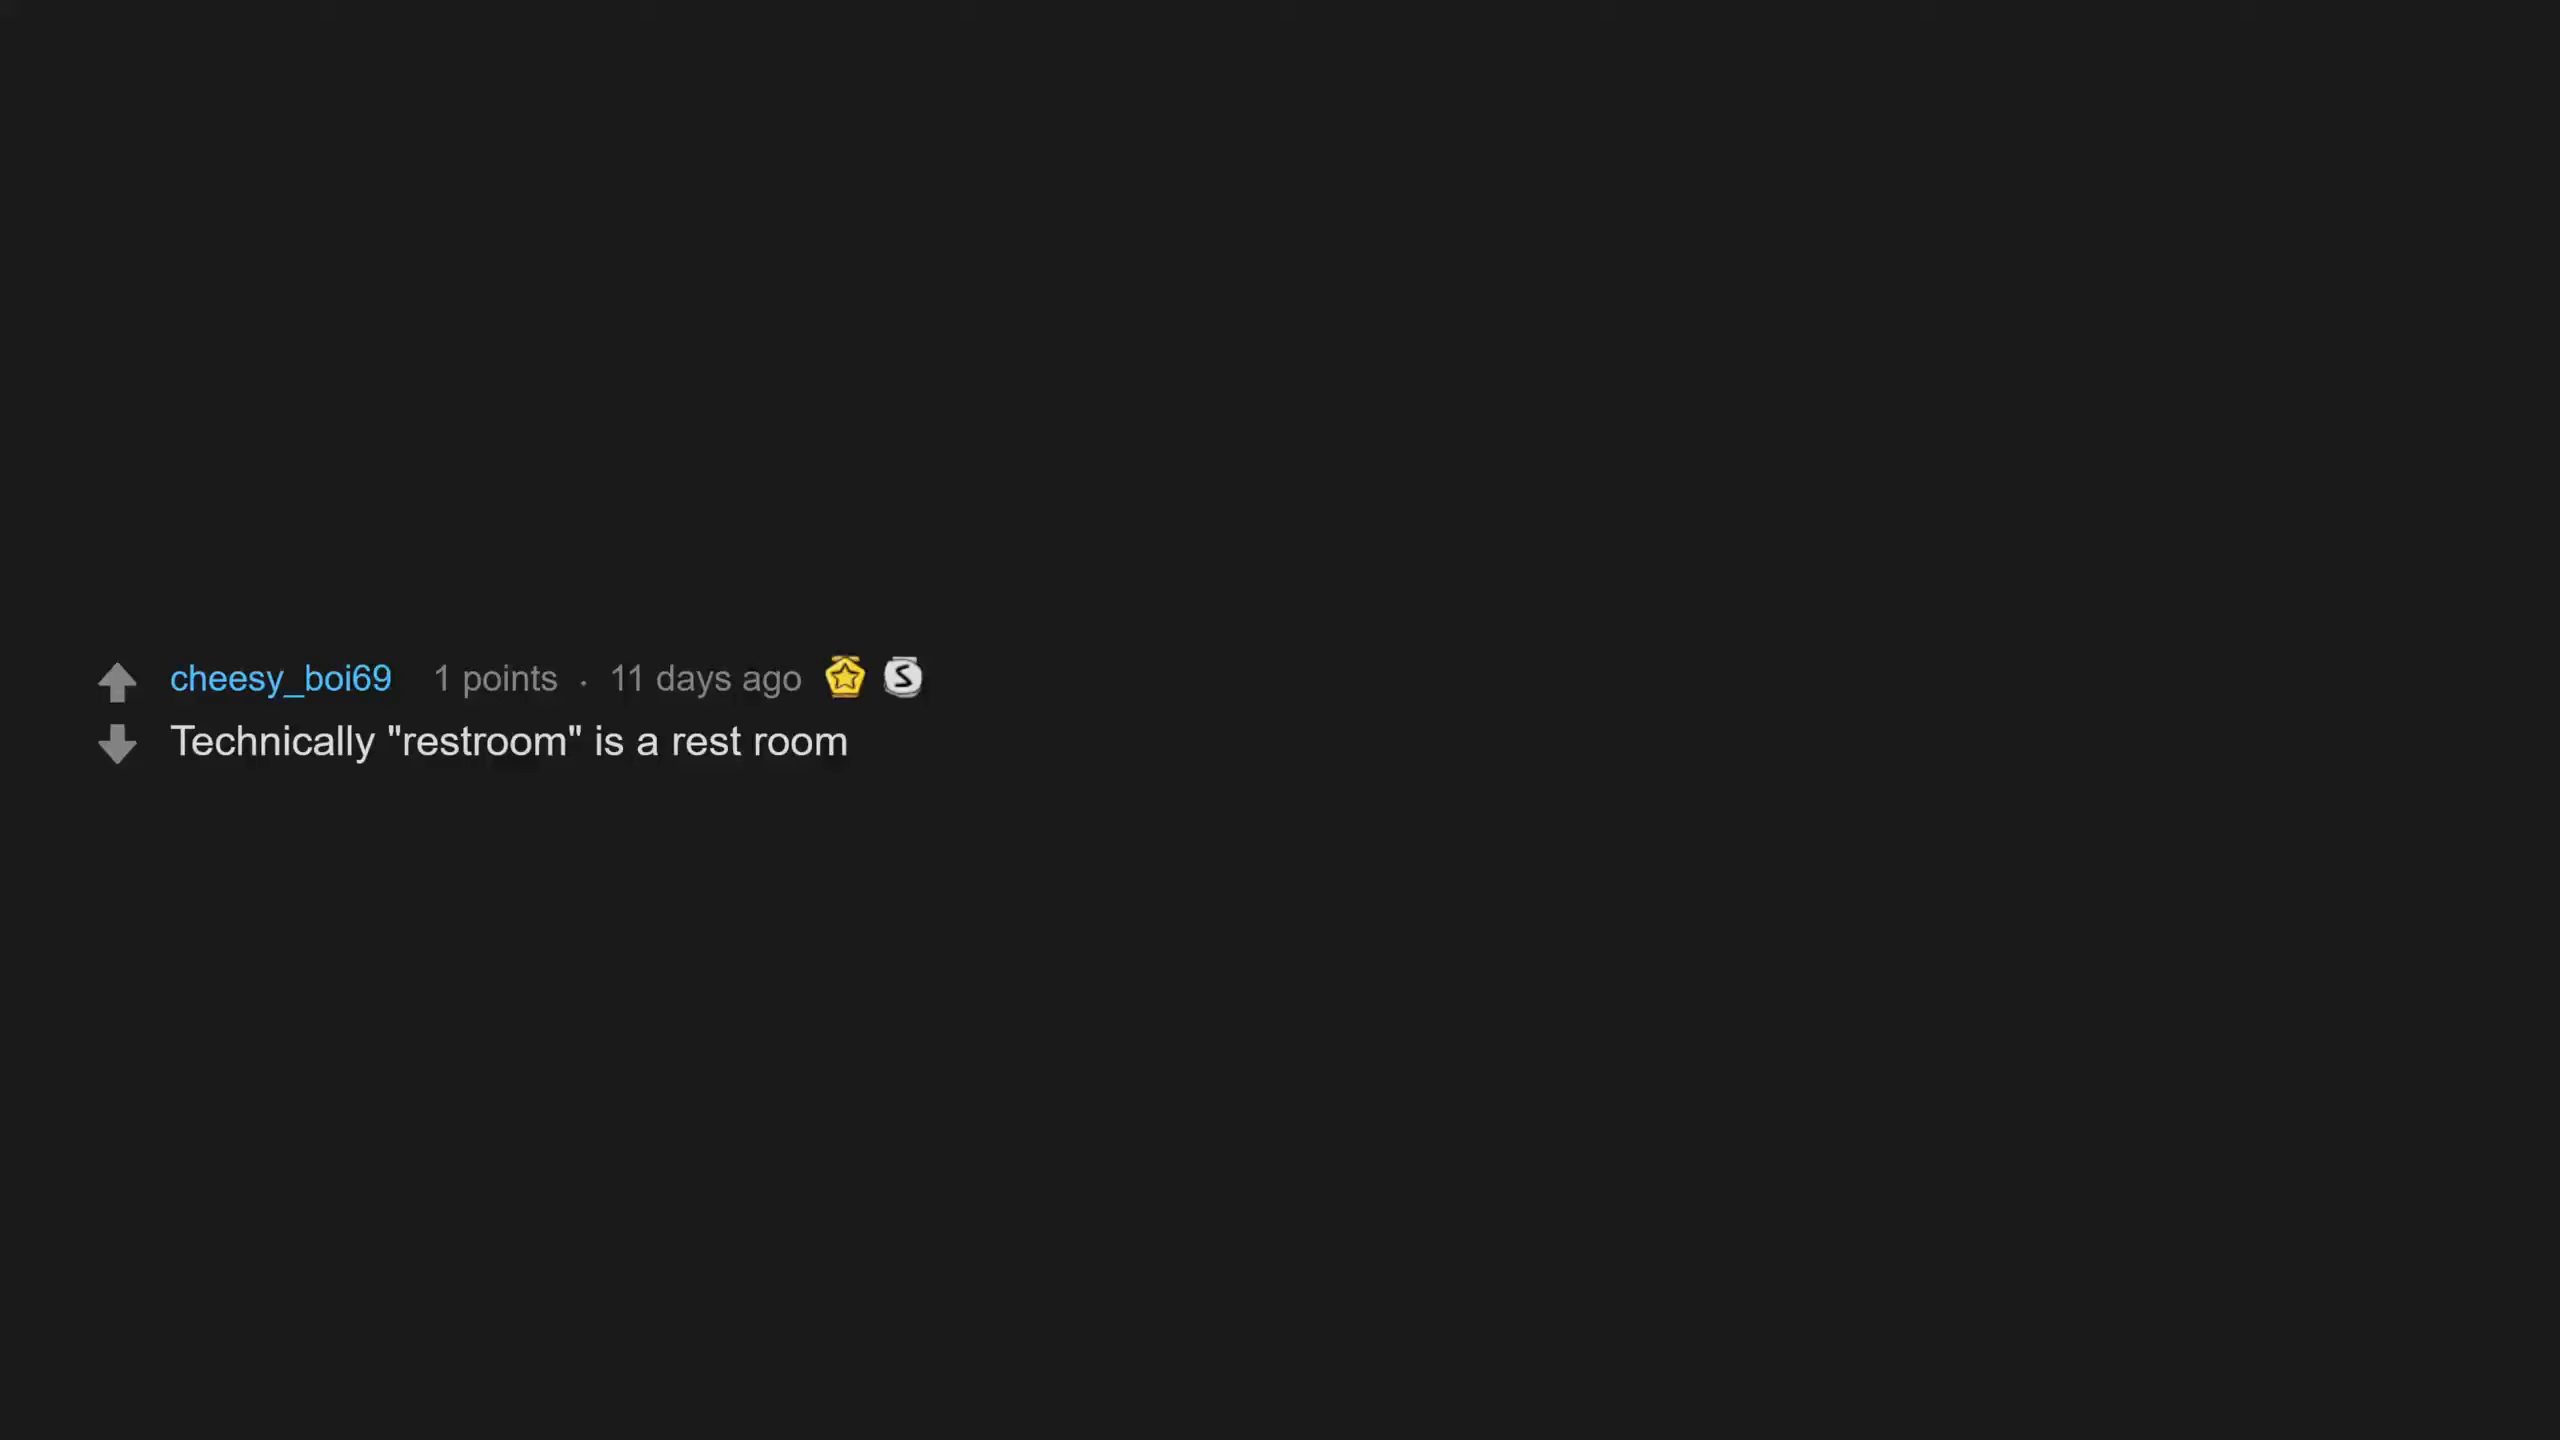 cheesy_boi69 1 points · 11 days ago S
Technically "restroom" is a rest room